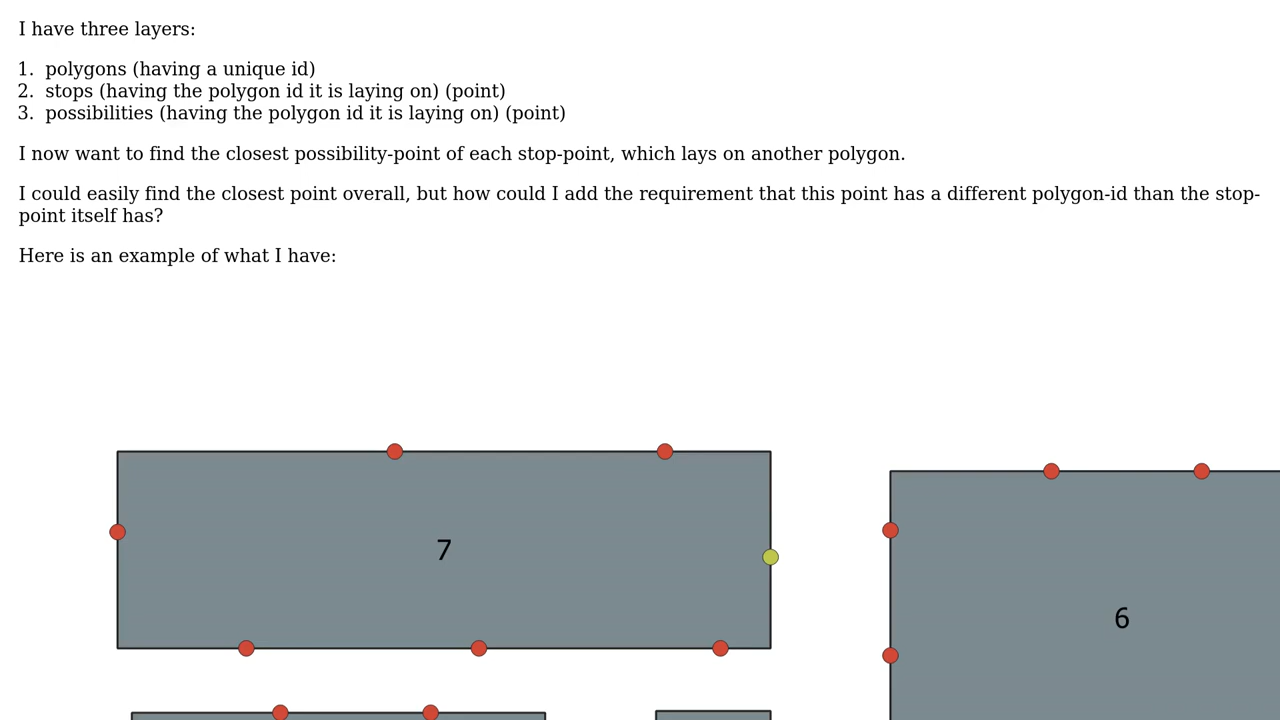 I have three layers:
1. polygons (having a unique id)
2. stops (having the polygon id it is laying on) (point)
3. possibilities (having the polygon id it is laying on) (point)
I now want to find the closest possibility-point of each stop-point, which lays on another polygon.
I could easily find the closest point overall, but how could I add the requirement that this point has a different polygon-id than the stop-
point itself has?
Here is an example of what I have:
7
6